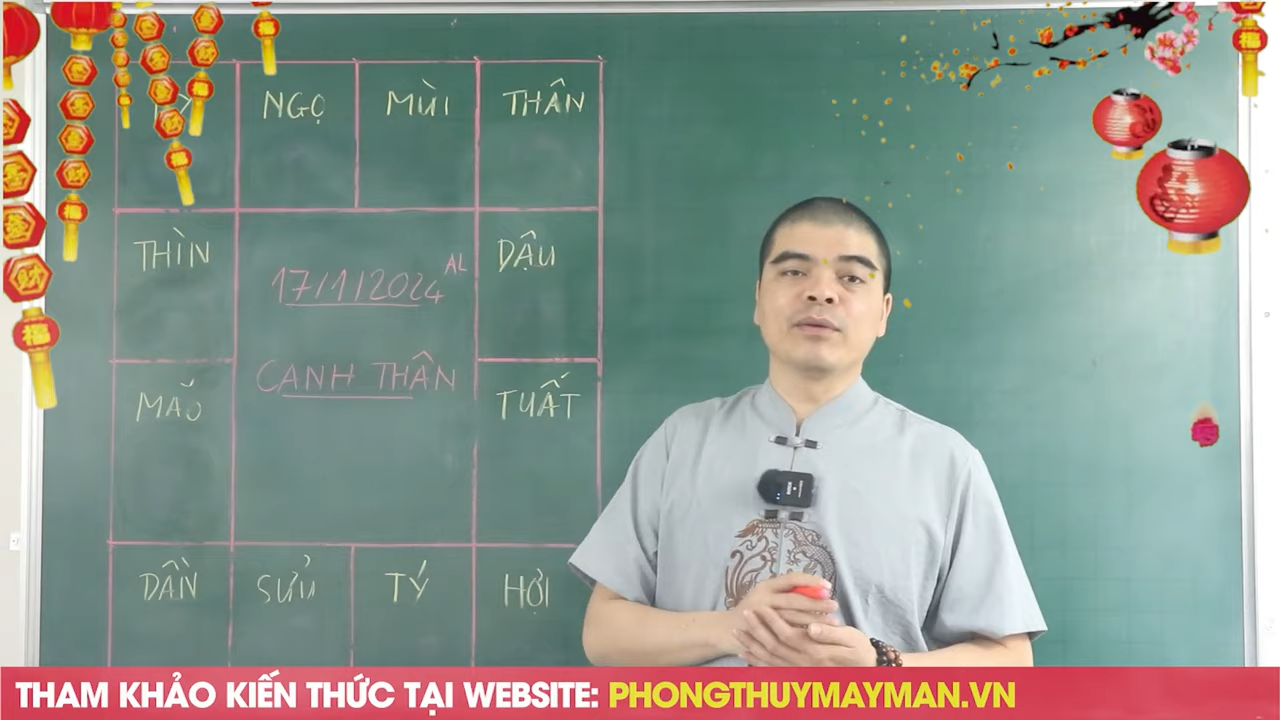 NGỌ
MÙI
THÂN
THÌN
DẬU
17/1/2024 AL
CANH THÂN
MÃO
TUẤT
DẦN
SỬU
TÝ
HỢI
THAM KHẢO KIẾN THỨC TẠI WEBSITE: PHONGTHUYMAYMAN.VN